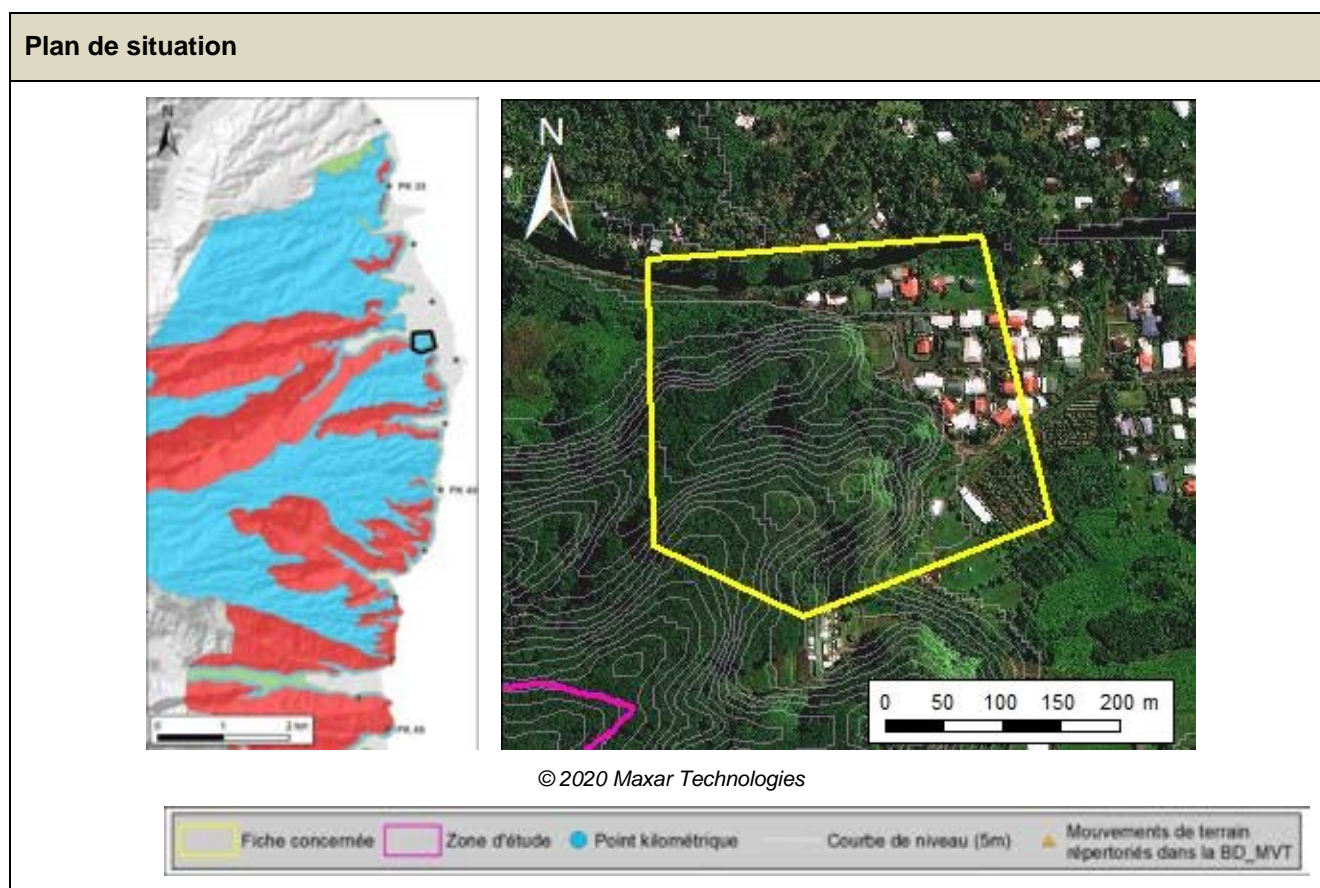 Plan de situation
N
PK 35
PK 40
PK 45
0 1 2 km
N
0 50 100 150 200 m
© 2020 Maxar Technologies
Fiche concernée
Zone d'étude
Point kilométrique
Courbe de niveau (5m)
Mouvements de terrain
répertoriés dans la BD_MVT